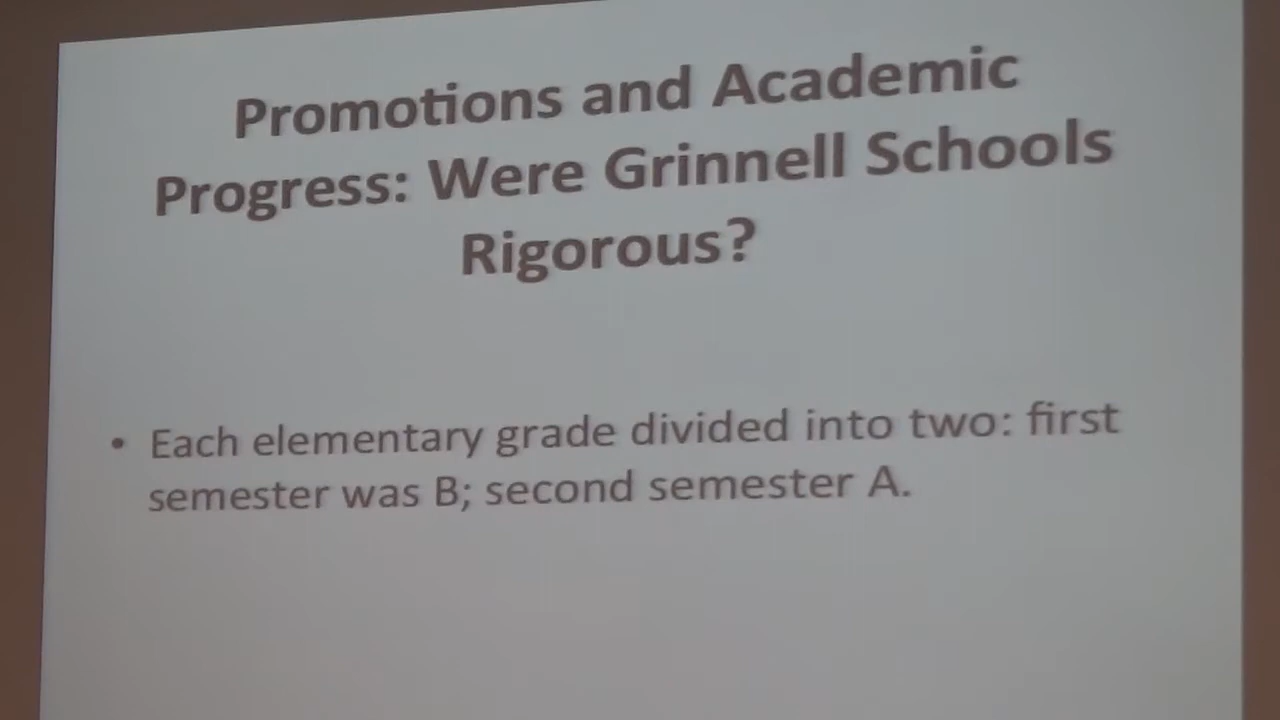 Promotions and Academic
Progress: Were Grinnell Schools
Rigorous?
• Each elementary grade divided into two: first
semester was B; second semester A.